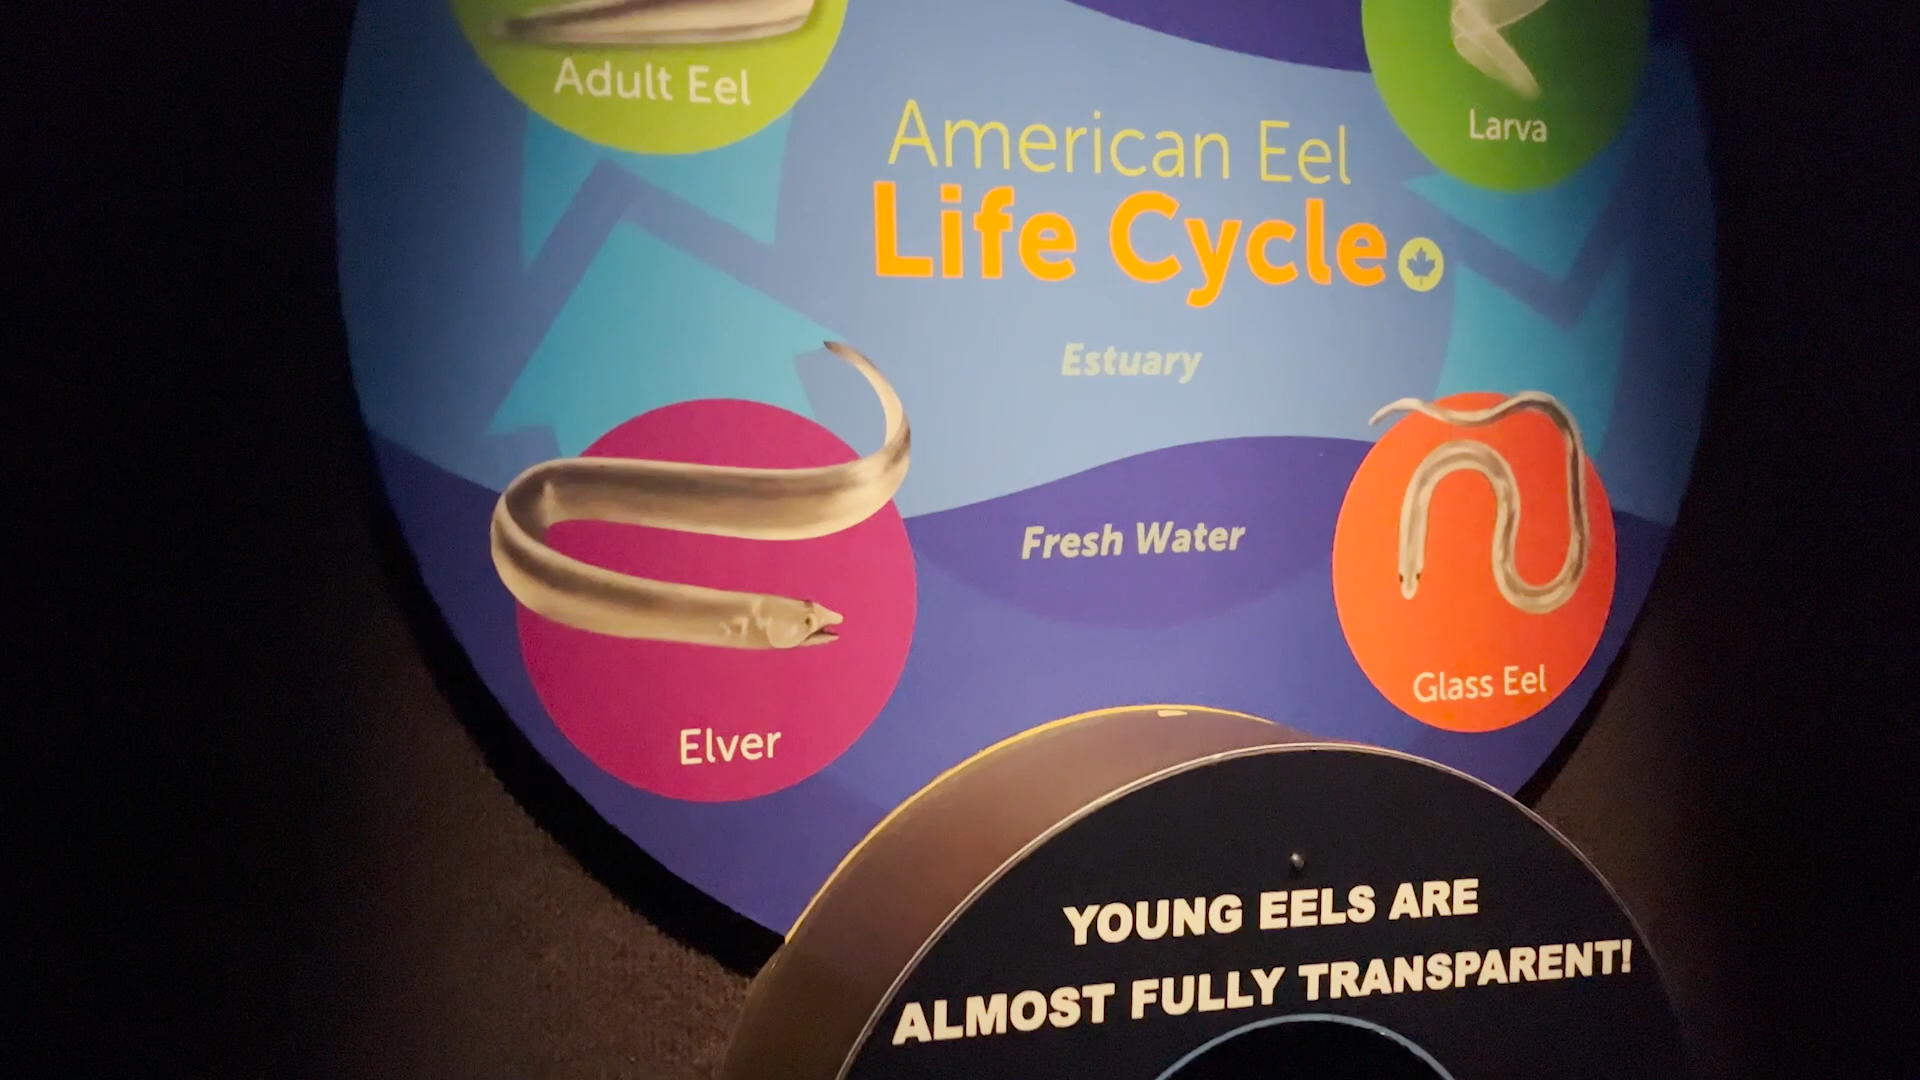 Adult Eel
Larva
American Eel
Life Cycle
Estuary
Fresh Water
Glass Eel
Elver
YOUNG EELS ARE
ALMOST FULLY TRANSPARENT!